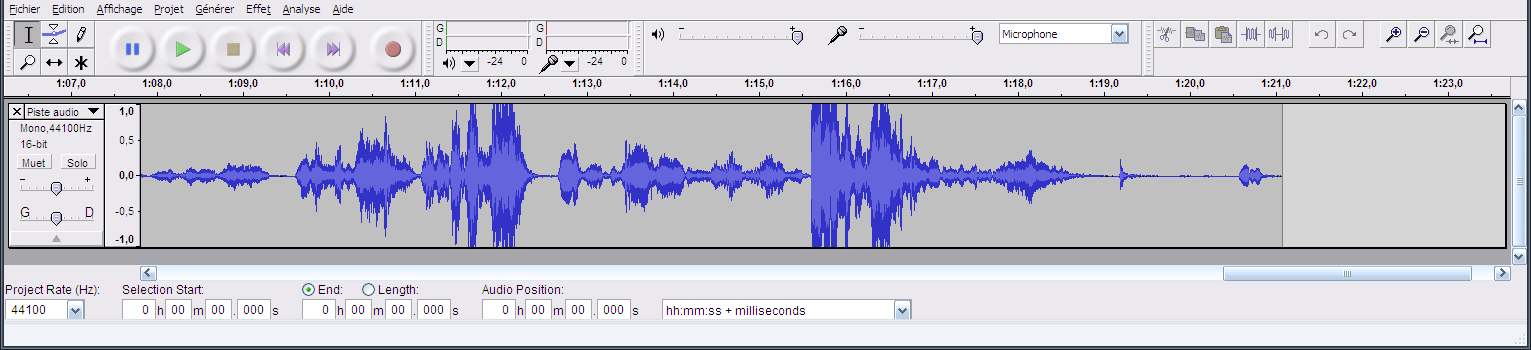 Fichier Edition Affichage Projet Générer Effet Analyse Aide
G
D
-24 0
G
D
-24 0
Microphone
1:07,0 1:08,0 1:09,0 1:10,0 1:11,0 1:12,0 1:13,0 1:14,0 1:15,0 1:16,0 1:17,0 1:18,0 1:19,0 1:20,0 1:21,0 1:22,0 1:23,0
Piste audio
Mono,44100Hz
16-bit
Muet Solo
- +
G D
1,0
0,5
0,0
-0,5
-1,0
Project Rate (Hz): Selection Start: End: Length: Audio Position:
44100 0 h 00 m 00 . 000 s 0 h 00 m 00 . 000 s 0 h 00 m 00 . 000 s hh:mm:ss + milliseconds